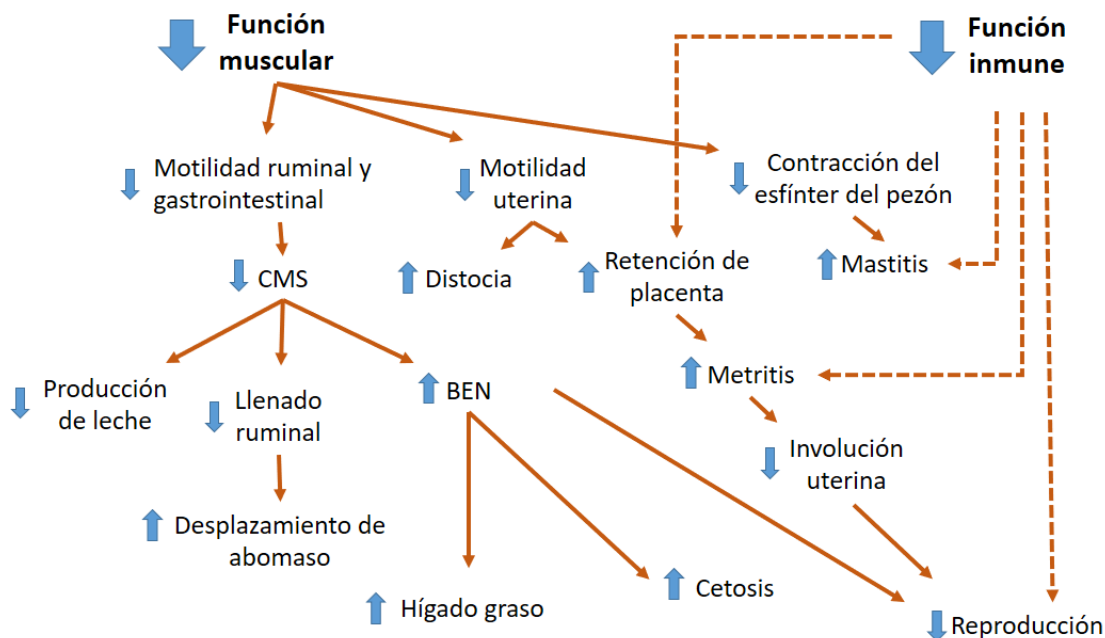 Función
muscular
Función
inmune
Motilidad ruminal y
gastrointestinal
Motilidad
uterina
Contracción del
esfínter del pezón
CMS
Distocia
Retención de
placenta
Mastitis
Producción
de leche
Llenado
ruminal
BEN
Metritis
Involución
uterina
Desplazamiento de
abomaso
Hígado graso
Cetosis
Reproducción